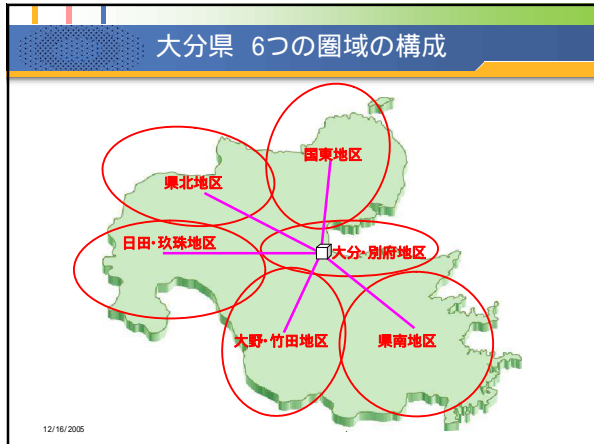 大分県 6つの圏域の構成
国東地区
県北地区
日田・玖珠地区
大分・別府地区
大野・竹田地区
県南地区
12/16/2005